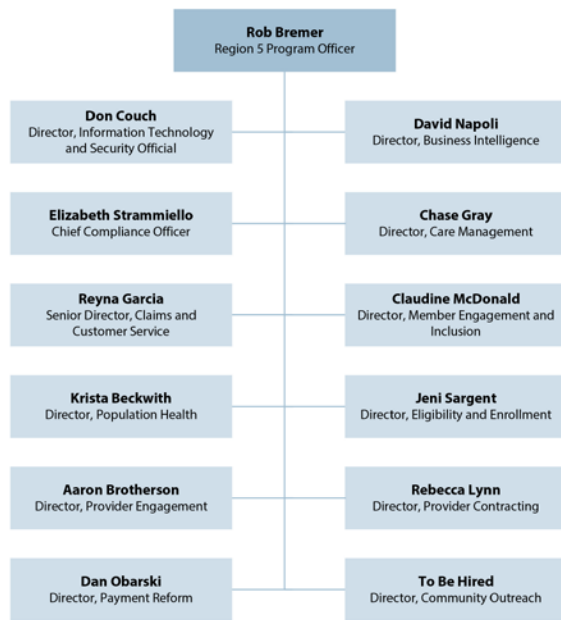 Rob Bremer
Region 5 Program Officer
Don Couch
Director, Information Technology
and Security Official
David Napoli
Director, Business Intelligence
Elizabeth Strammiello
Chief Compliance Officer
Chase Gray
Director, Care Management
Reyna Garcia
Senior Director, Claims and
Customer Service
Claudine McDonald
Director, Member Engagement and
Inclusion
Krista Beckwith
Director, Population Health
Jeni Sargent
Director, Eligibility and Enrollment
Aaron Brotherson
Director, Provider Engagement
Rebecca Lynn
Director, Provider Contracting
Dan Obarski
Director, Payment Reform
To Be Hired
Director, Community Outreach